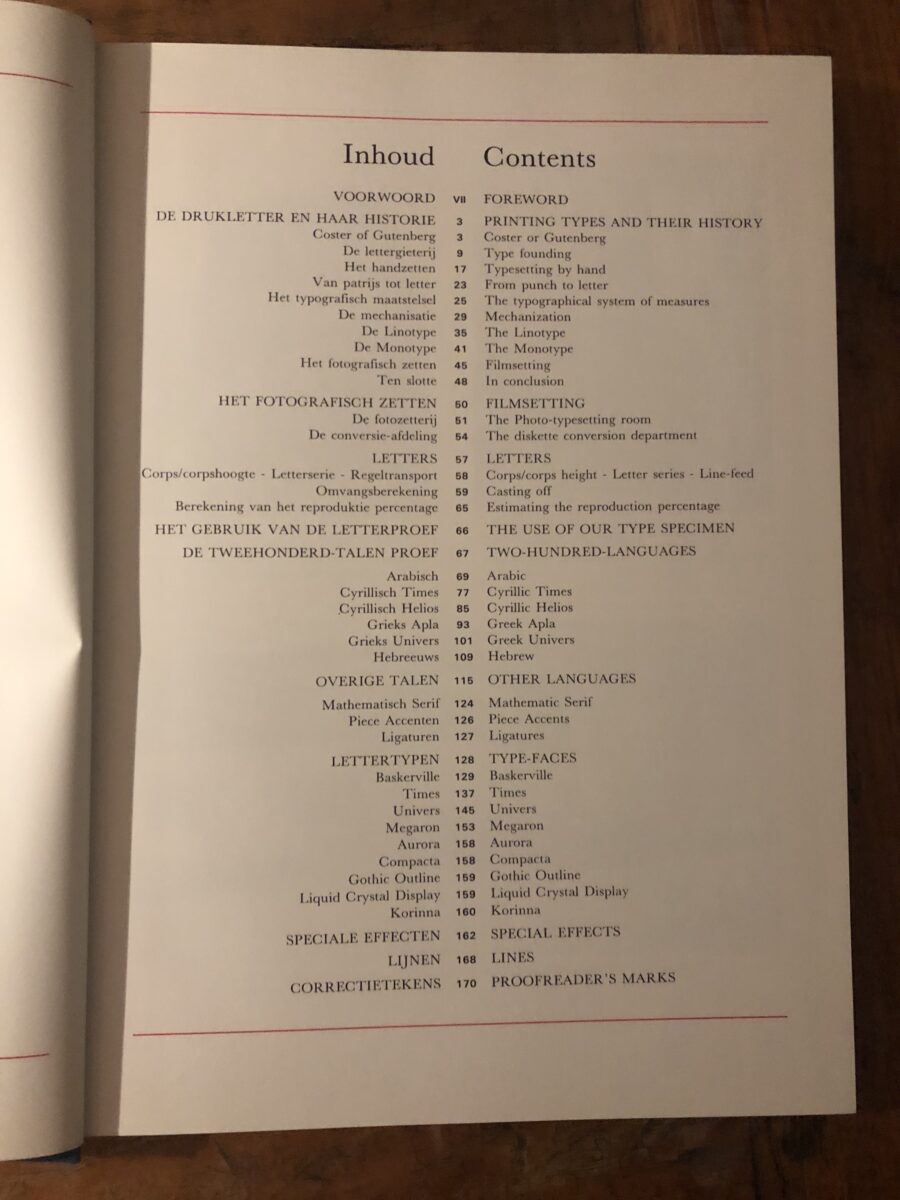 Inhoud Contents
VOORWOORD VII FOREWORD
DE DRUKLETTER EN HAAR HISTORIE 3 PRINTING TYPES AND THEIR HISTORY
Coster of Gutenberg 3 Coster or Gutenberg
De lettergieterij 9 Type founding
Het handzetten 17 Typesetting by hand
Van patrijs tot letter 23 From punch to letter
Het typografisch maatstelsel 25 The typographical system of measures
De mechanisatie 29 Mechanization
De Linotype 35 The Linotype
De Monotype 41 The Monotype
Het fotografisch zetten 45 Filmsetting
Ten slotte 48 In conclusion
HET FOTOGRAFISCH ZETTEN 50 FILMSETTING
De fotozetterij 51 The Photo-typesetting room
De conversie-afdeling 54 The diskette conversion department
LETTERS 57 LETTERS
Corps/corpshoogte - Letterserie - Regeltransport 58 Corps/corps height - Letter series - Line-feed
Omvangsberekening 59 Casting off
Berekening van het reproduktie percentage 65 Estimating the reproduction percentage
HET GEBRUIK VAN DE LETTERPROEF 66 THE USE OF OUR TYPE SPECIMEN
DE TWEEHONDERD-TALEN PROEF 67 TWO-HUNDRED-LANGUAGES
Arabisch 69 Arabic
Cyrillisch Times 77 Cyrillic Times
Cyrillisch Helios 85 Cyrillic Helios
Grieks Apla 93 Greek Apla
Grieks Univers 101 Greek Univers
Hebreeuws 109 Hebrew
OVERIGE TALEN 115 OTHER LANGUAGES
Mathematisch Serif 124 Mathematic Serif
Piece Accenten 126 Piece Accents
Ligaturen 127 Ligatures
LETTERTYPEN 128 TYPE-FACES
Baskerville 129 Baskerville
Times 137 Times
Univers 145 Univers
Megaron 153 Megaron
Aurora 158 Aurora
Compacta 158 Compacta
Gothic Outline 159 Gothic Outline
Liquid Crystal Display 159 Liquid Crystal Display
Korinna 160 Korinna
SPECIALE EFFECTEN 162 SPECIAL EFFECTS
LIJNEN 168 LINES
CORRECTIETEKENS 170 PROOFREADER'S MARKS